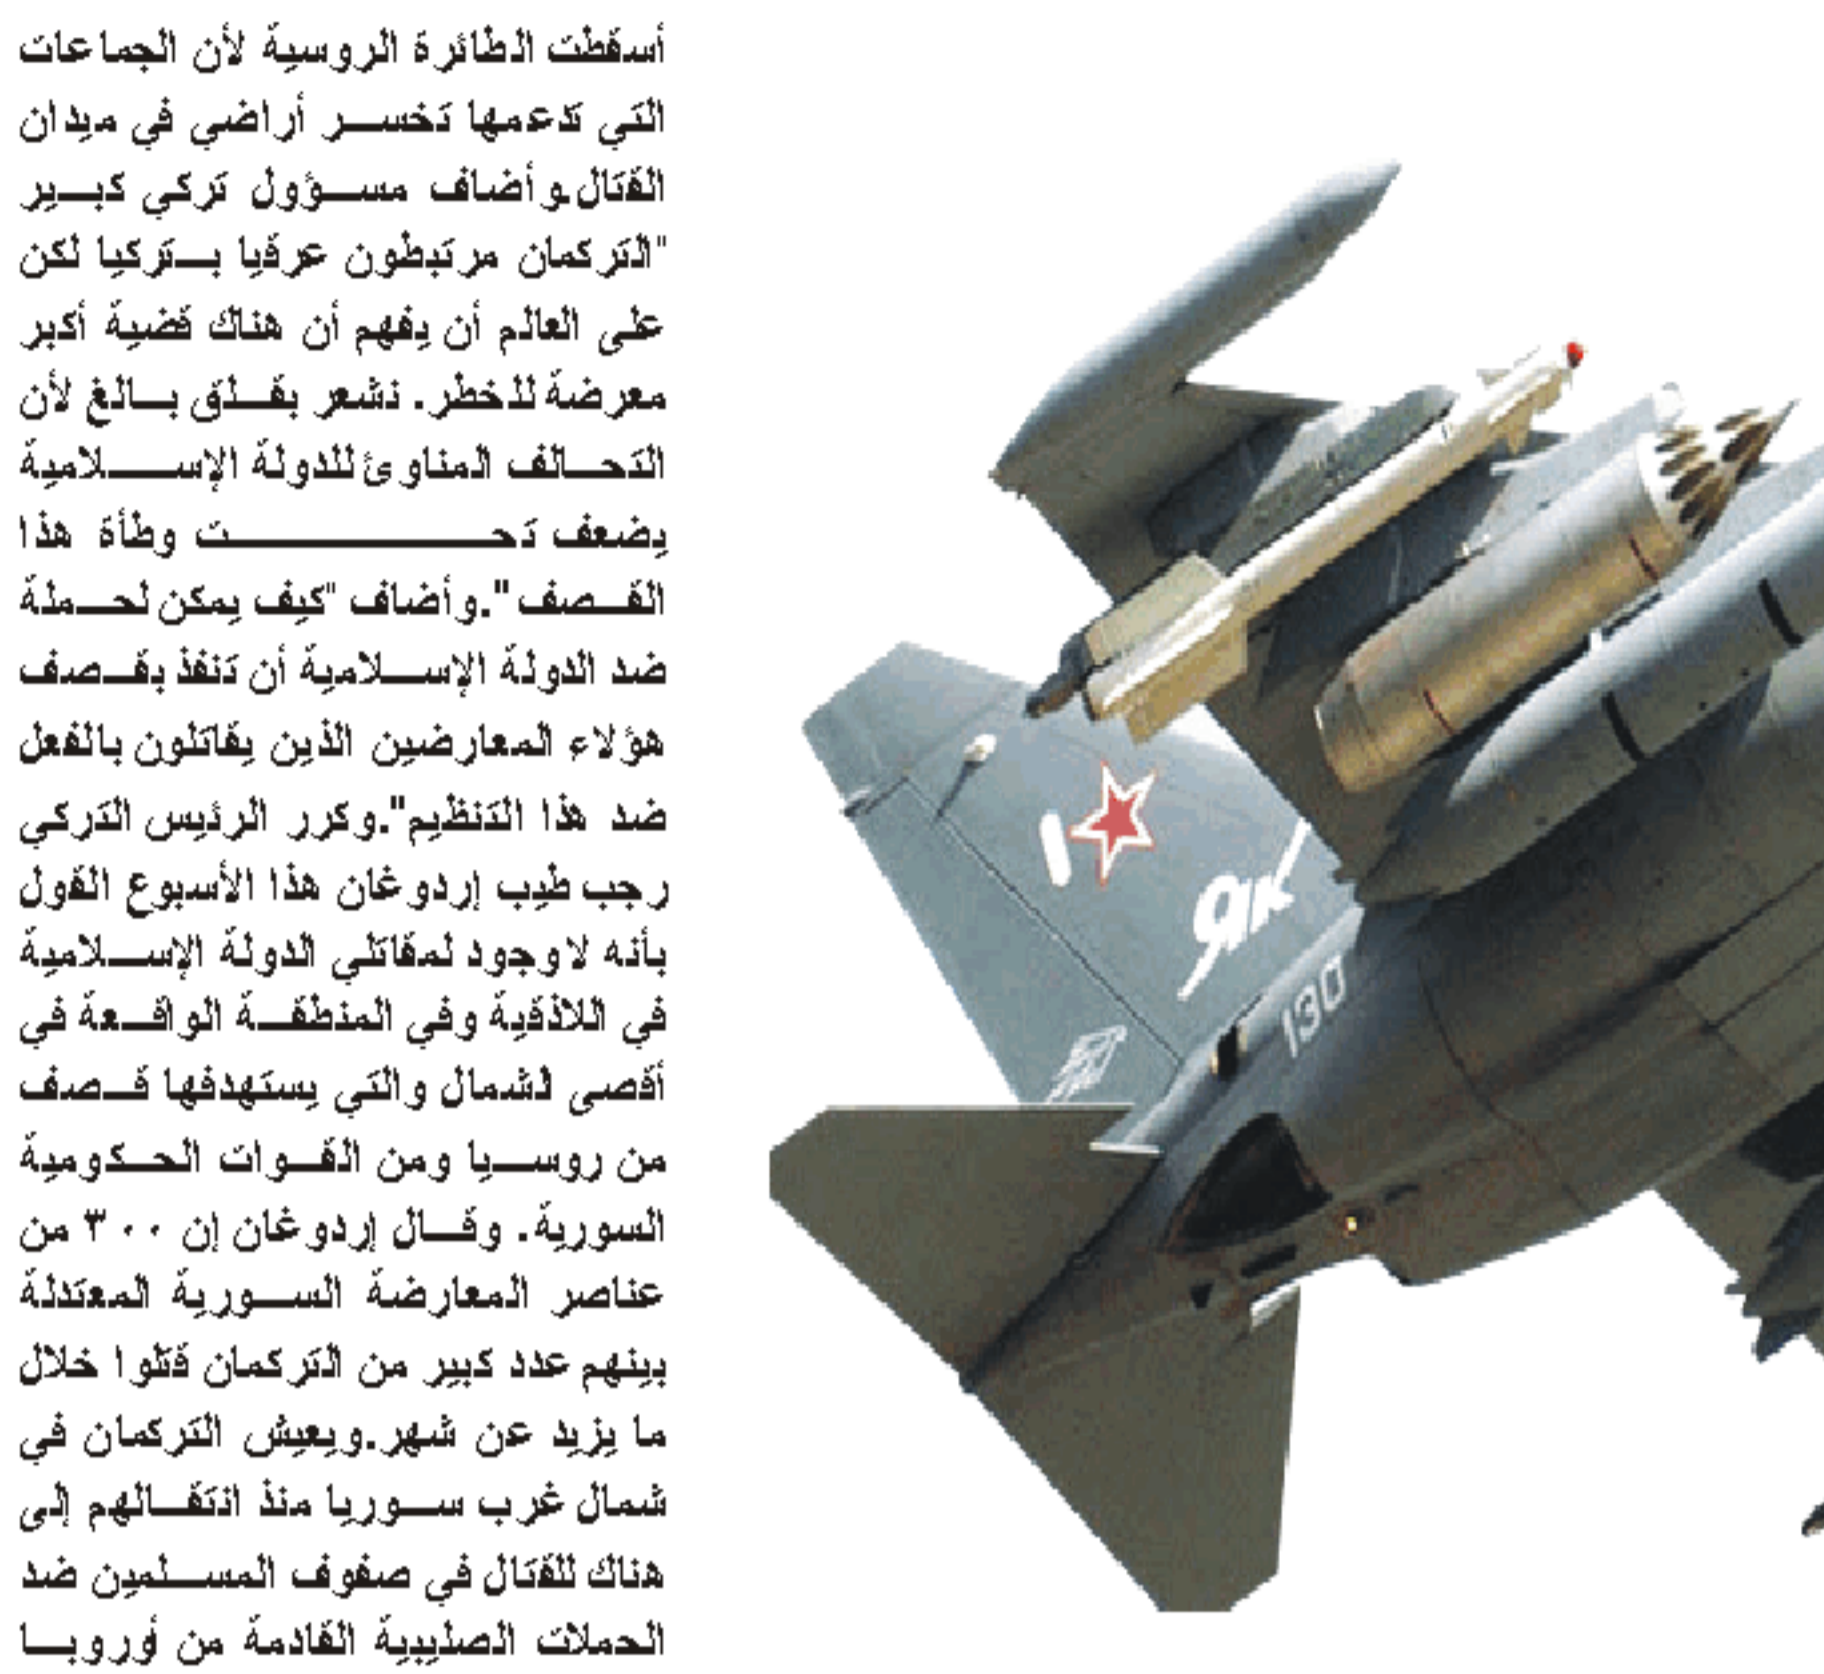 أسقطت الطائرة الروسية لأن الجماعات
التي تدعمها تخسر أراضي في ميدان
القتال.وأضاف مسؤول تركي كبير
"التركمان مرتبطون عرقيا بتركيا لكن
على العالم أن يفهم أن هناك قضية أكبر
معرضة للخطر. نشعر بقلق بالغ لأن
التحالف المناوئ للدولة الإسلامية
يضعف تحت وطأة هذا
القصف".وأضاف "كيف يمكن لحملة
ضد الدولة الإسلامية أن تنفذ بقصف
هؤلاء المعارضين الذين يقاتلون بالفعل
ضد هذا التنظيم".وكرر الرئيس التركي
رجب طيب إردوغان هذا الأسبوع القول
بأنه لاوجود لمقاتلي الدولة الإسلامية
في اللاذقية وفي المنطقة الواقعة في
أقصى لشمال والتي يستهدفها قصف
من روسيا ومن القوات الحكومية
السورية. وقال إردوغان إن ٣٠٠ من
عناصر المعارضة السورية المعتدلة
بينهم عدد كبير من التركمان قتلوا خلال
ما يزيد عن شهر.ويعيش التركمان في
شمال غرب سوريا منذ انتقالهم إلى
هناك للقتال في صفوف المسلمين ضد
الحملات الصليبية القادمة من أوروبا
ЯК
130